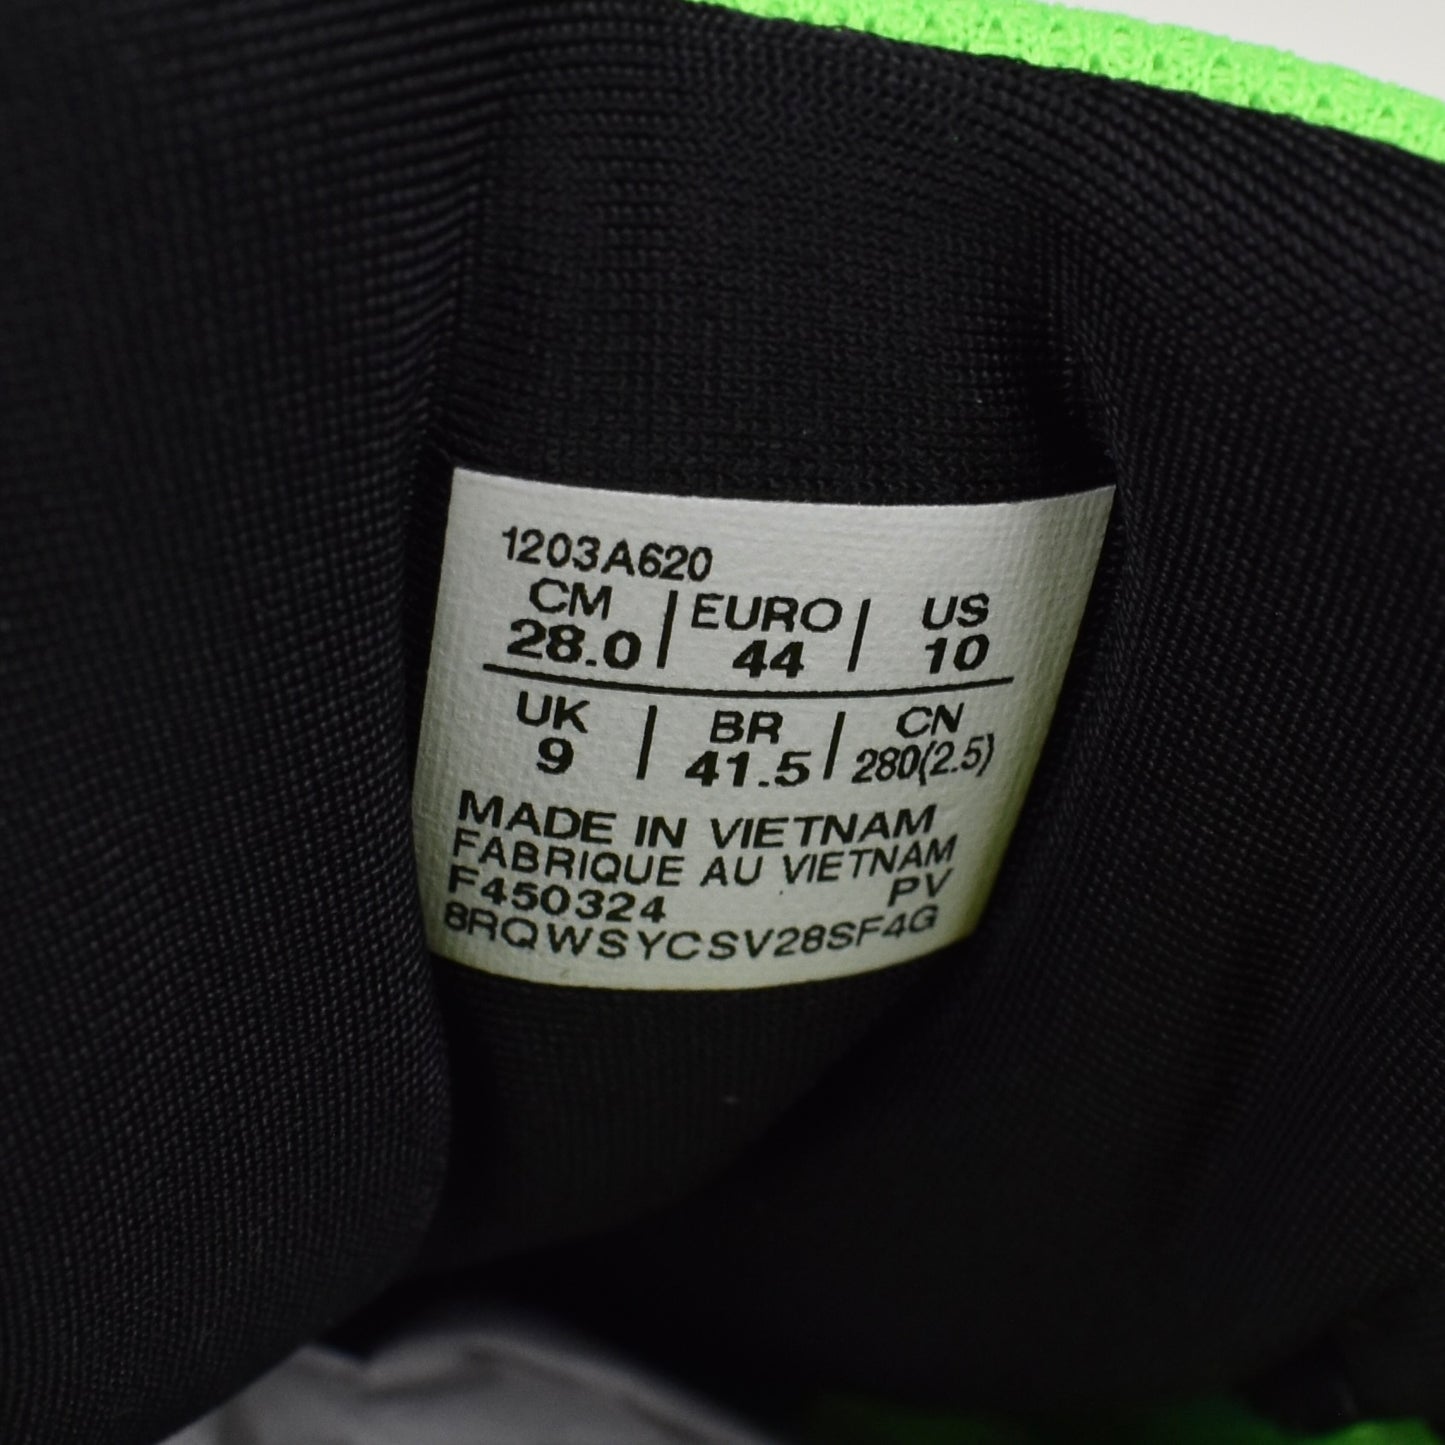 1203A620
CM | EURO | US
28.0 | 44 | 10
UK | BR | CN
9 | 41.5 | 280(2.5)
MADE IN VIETNAM
FABRIQUE AU VIETNAM
F450324 PV
8RQWSYCSV28SF4G